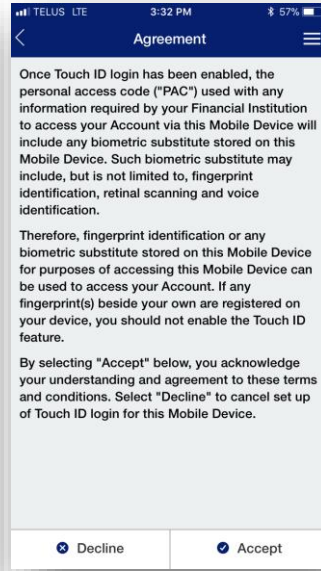 TELUS LTE 3:32 PM 57%
Agreement
Once Touch ID login has been enabled, the
personal access code ("PAC") used with any
information required by your Financial Institution
to access your Account via this Mobile Device will
include any biometric substitute stored on this
Mobile Device. Such biometric substitute may
include, but is not limited to, fingerprint
identification, retinal scanning and voice
identification.
Therefore, fingerprint identification or any
biometric substitute stored on this Mobile Device
for purposes of accessing this Mobile Device can
be used to access your Account. If any
fingerprint(s) beside your own are registered on
your device, you should not enable the Touch ID
feature.
By selecting "Accept" below, you acknowledge
your understanding and agreement to these terms
and conditions. Select "Decline" to cancel set up
of Touch ID login for this Mobile Device.
Decline Accept